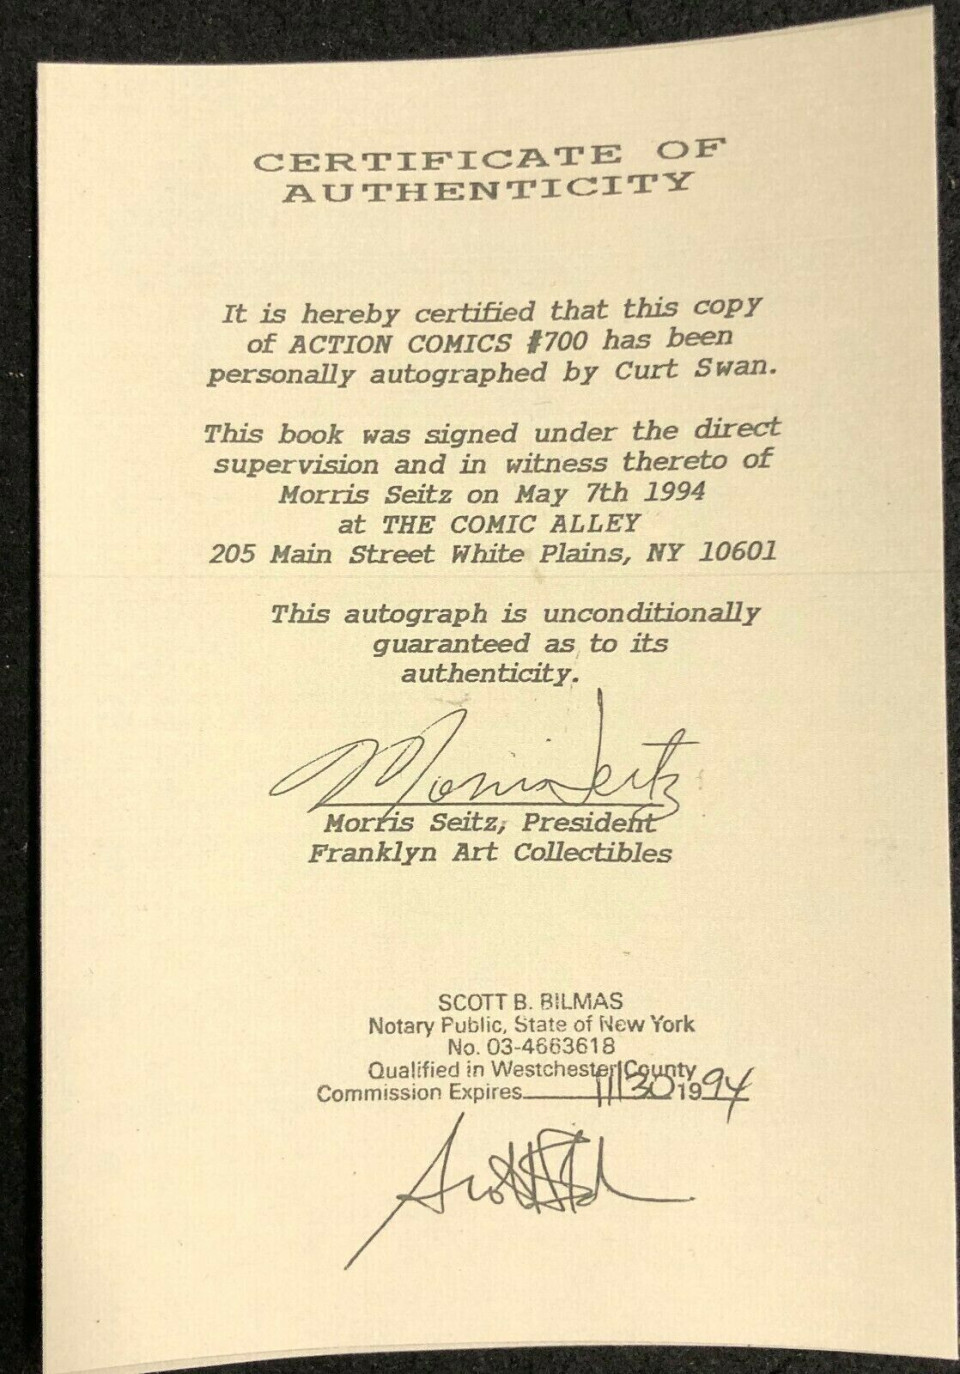 CERTIFICATE OF
AUTHENTICITY
It is hereby certified that this copy
of ACTION COMICS #700 has been
personally autographed by Curt Swan.
This book was signed under the direct
supervision and in witness thereto of
Morris Seitz on May 7th 1994
at THE COMIC ALLEY
205 Main Street White Plains, NY 10601
This autograph is unconditionally
guaranteed as to its
authenticity.
Morris Seitz
Morris Seitz, President
Franklyn Art Collectibles
SCOTT B. BILMAS
Notary Public, State of New York
No. 03-4663618
Qualified in Westchester County
Commission Expires 11/30 1994